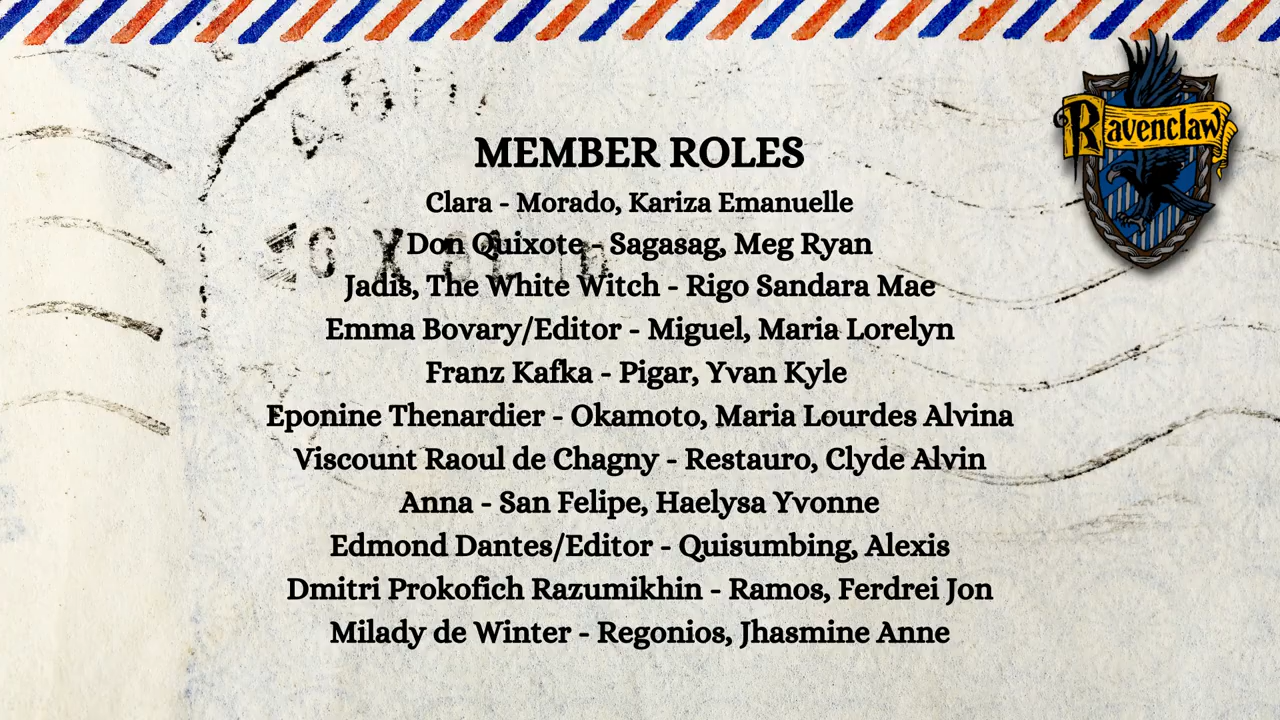 Ravenclaw
MEMBER ROLES
Clara - Morado, Kariza Emanuelle
Don Quixote - Sagasag, Meg Ryan
Jadis, The White Witch - Rigo Sandara Mae
Emma Bovary/Editor - Miguel, Maria Lorelyn
Franz Kafka - Pigar, Yvan Kyle
Eponine Thenardier - Okamoto, Maria Lourdes Alvina
Viscount Raoul de Chagny - Restauro, Clyde Alvin
Anna - San Felipe, Haelysa Yvonne
Edmond Dantes/Editor - Quisumbing, Alexis
Dmitri Prokofich Razumikhin - Ramos, Ferdrei Jon
Milady de Winter - Regonios, Jhasmine Anne